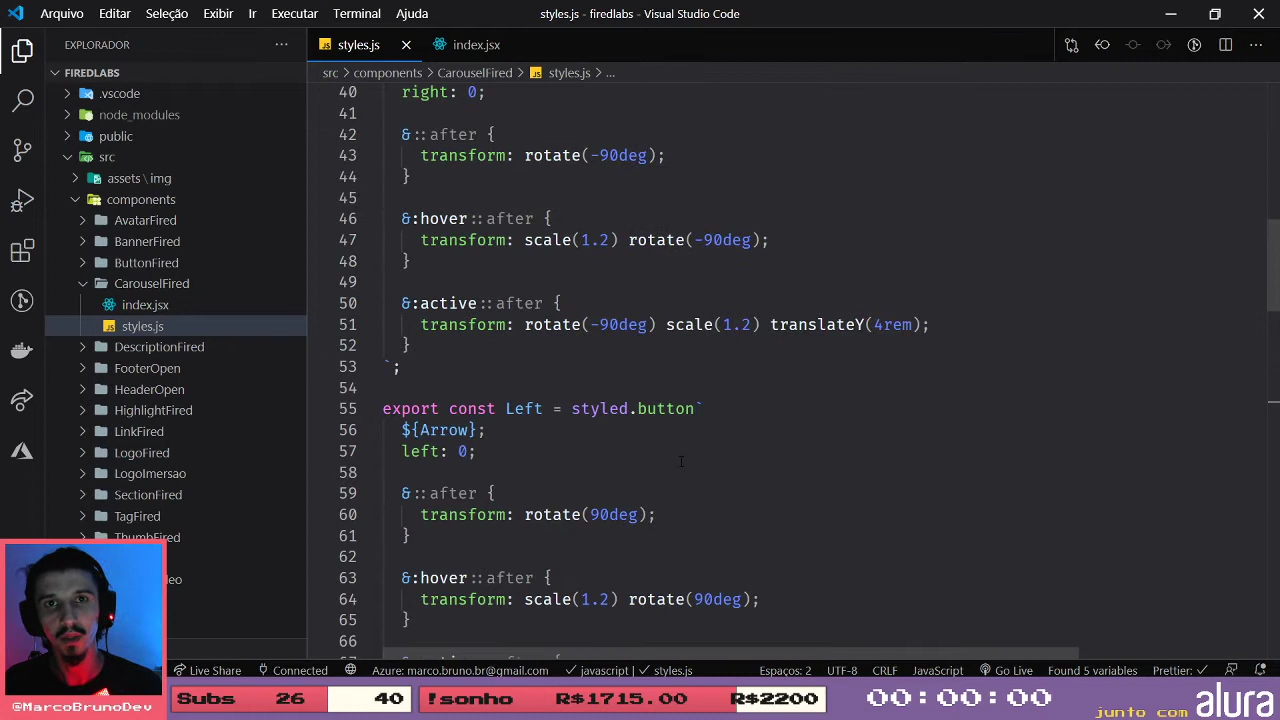 Arquivo Editar Seleção Exibir Ir Executar Terminal Ajuda
styles.js - firedlabs - Visual Studio Code
EXPLORADOR
styles.js
index.jsx
FIREDLABS
src > components > CarouselFired > styles.js > ...
.vscode
node_modules
public
src
assets\img
components
AvatarFired
BannerFired
ButtonFired
CarouselFired
index.jsx
styles.js
DescriptionFired
FooterOpen
HeaderOpen
HighlightFired
LinkFired
LogoFired
LogoImersao
SectionFired
TagFired
ThumbFired
40 right: 0;
41
42 &::after {
43 transform: rotate(-90deg);
44 }
45
46 &:hover::after {
47 transform: scale(1.2) rotate(-90deg);
48 }
49
50 &:active::after {
51 transform: rotate(-90deg) scale(1.2) translateY(4rem);
52 }
53 `;
54
55 export const Left = styled.button`
56 ${Arrow};
57 left: 0;
58
59 &::after {
60 transform: rotate(90deg);
61 }
62
63 &:hover::after {
64 transform: scale(1.2) rotate(90deg);
65 }
66
Live Share Connected Azure: marco.bruno.br@gmail.com javascript | styles.js Espaços: 2 UTF-8 CRLF JavaScript Go Live Found 5 variables Prettier:
@MarcoBrunoDev
Subs 26 40 !sonho R$1715.00 R$2200 00:00:00
junto com alura